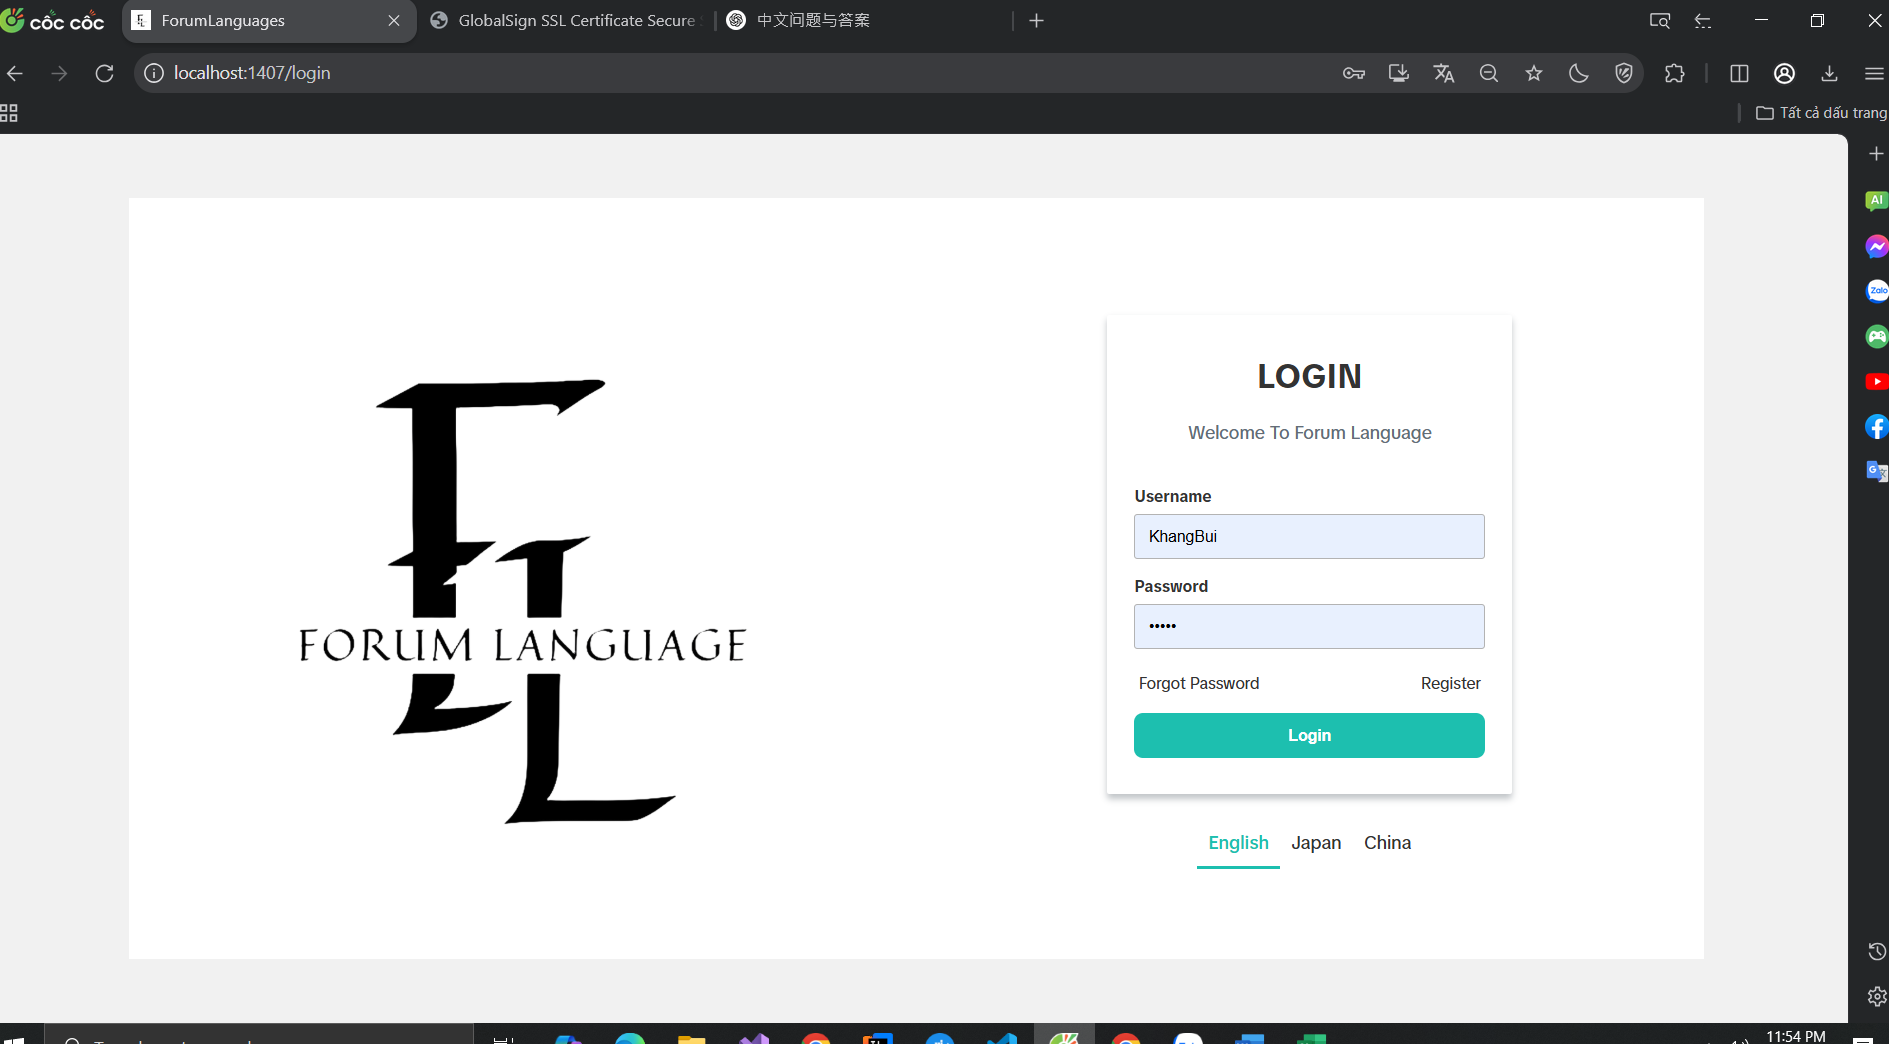 cốc cốc
ForumLanguages
GlobalSign SSL Certificate Secure
中文问题与答案
localhost:1407/login
Tất cả dấu trang
AI
Zalo
LOGIN
Welcome To Forum Language
Username
KhangBui
Password
•••••
Forgot Password Register
Login
FORUM LANGUAGE
English Japan China
11:54 PM